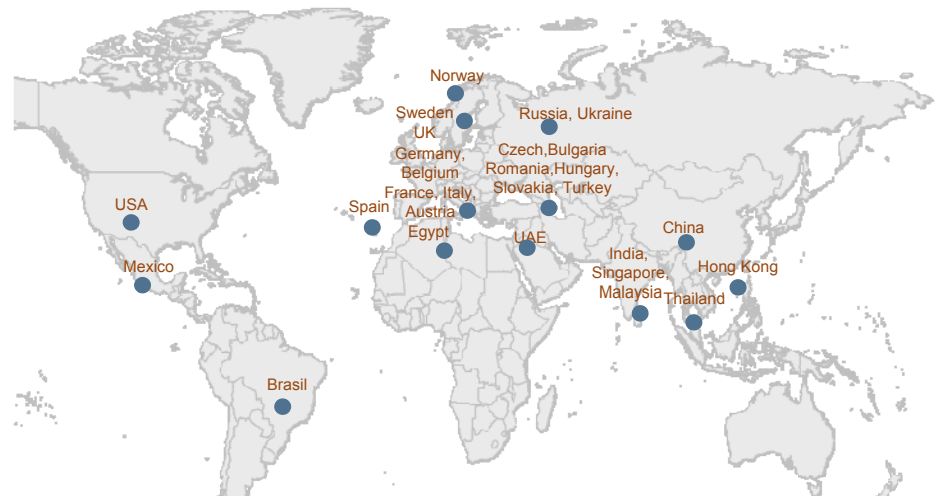 Norway
Sweden
UK
Russia, Ukraine
Germany,
Belgium
France, Italy,
Austria
Czech,Bulgaria
Romania,Hungary,
Slovakia, Turkey
Spain
Egypt
UAE
USA
Mexico
Brasil
China
India,
Singapore,
Malaysia
Hong Kong
Thailand